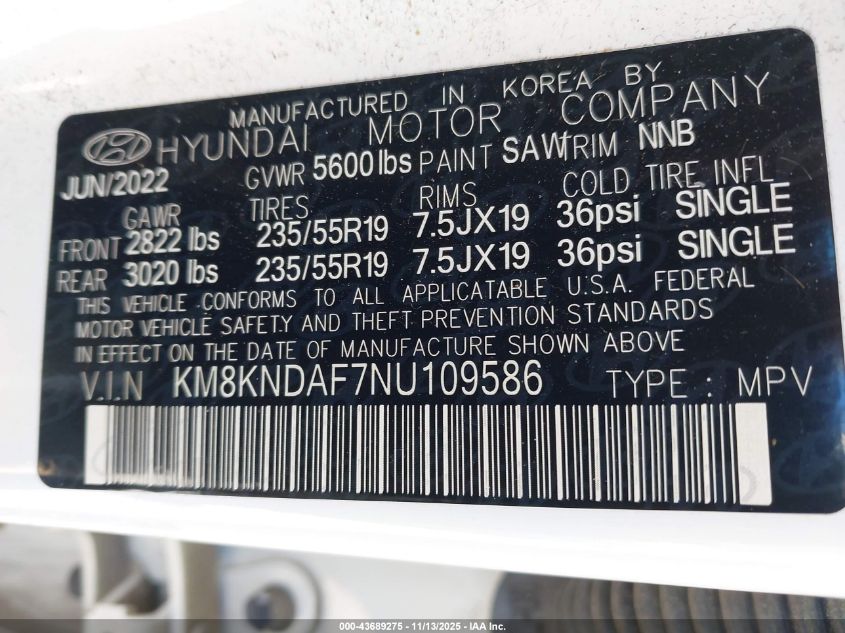 MANUFACTURED IN KOREA BY
HYUNDAI MOTOR COMPANY
JUN/2022 GVWR 5600lbs PAINT SAW TRIM NNB
GAWR TIRES RIMS COLD TIRE INFL
FRONT 2822 lbs 235/55R19 7.5JX19 36psi SINGLE
REAR 3020 lbs 235/55R19 7.5JX19 36psi SINGLE
THIS VEHICLE CONFORMS TO ALL APPLICATABLE U.S.A. FEDERAL
MOTOR VEHICLE SAFETY AND THEFT PREVENTION STANDARDS
IN EFFECT ON THE DATE OF MANUFACTURE SHOWN ABOVE
V.I.N KM8KNDAF7NU109586 TYPE : MPV
000-43689275 - 11/13/2025 - IAA Inc.